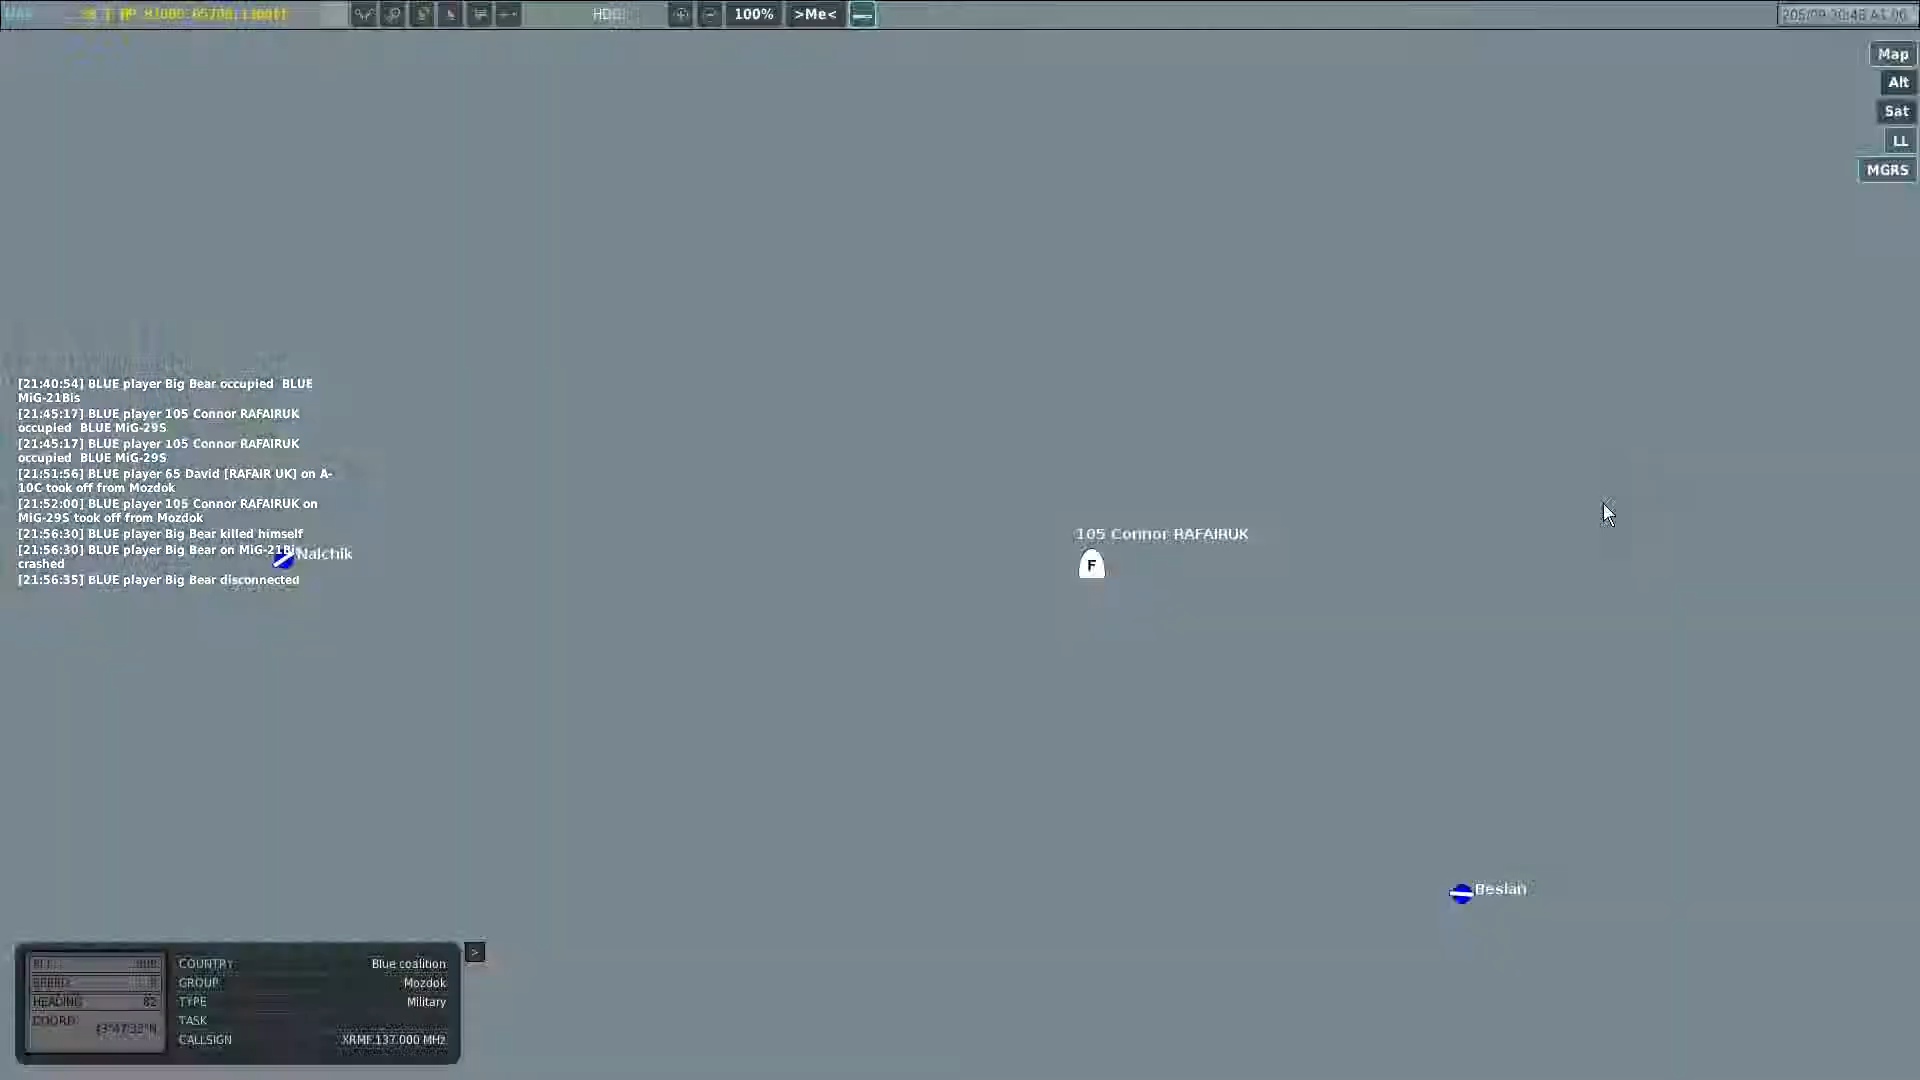 HDG:
100%
>Me<
Map
Alt
Sat
LL
MGRS
[21:40:54] BLUE player Big Bear occupied  BLUE
MiG-21Bis
[21:45:17] BLUE player 105 Connor RAFAIRUK
occupied  BLUE MiG-29S
[21:45:17] BLUE player 105 Connor RAFAIRUK
occupied  BLUE MiG-29S
[21:51:56] BLUE player 65 David [RAFAIR UK] on A-
10C took off from Mozdok
[21:52:00] BLUE player 105 Connor RAFAIRUK on
MiG-29S took off from Mozdok
[21:56:30] BLUE player Big Bear killed himself
[21:56:30] BLUE player Big Bear on MiG-21Bis
crashed
[21:56:35] BLUE player Big Bear disconnected
Nalchik
105 Connor RAFAIRUK
F
Beslan
>
HEADING 82
COORD
COUNTRY Blue coalition
GROUP Mozdok
TYPE Military
TASK
CALLSIGN XRMF 137.000 MHz